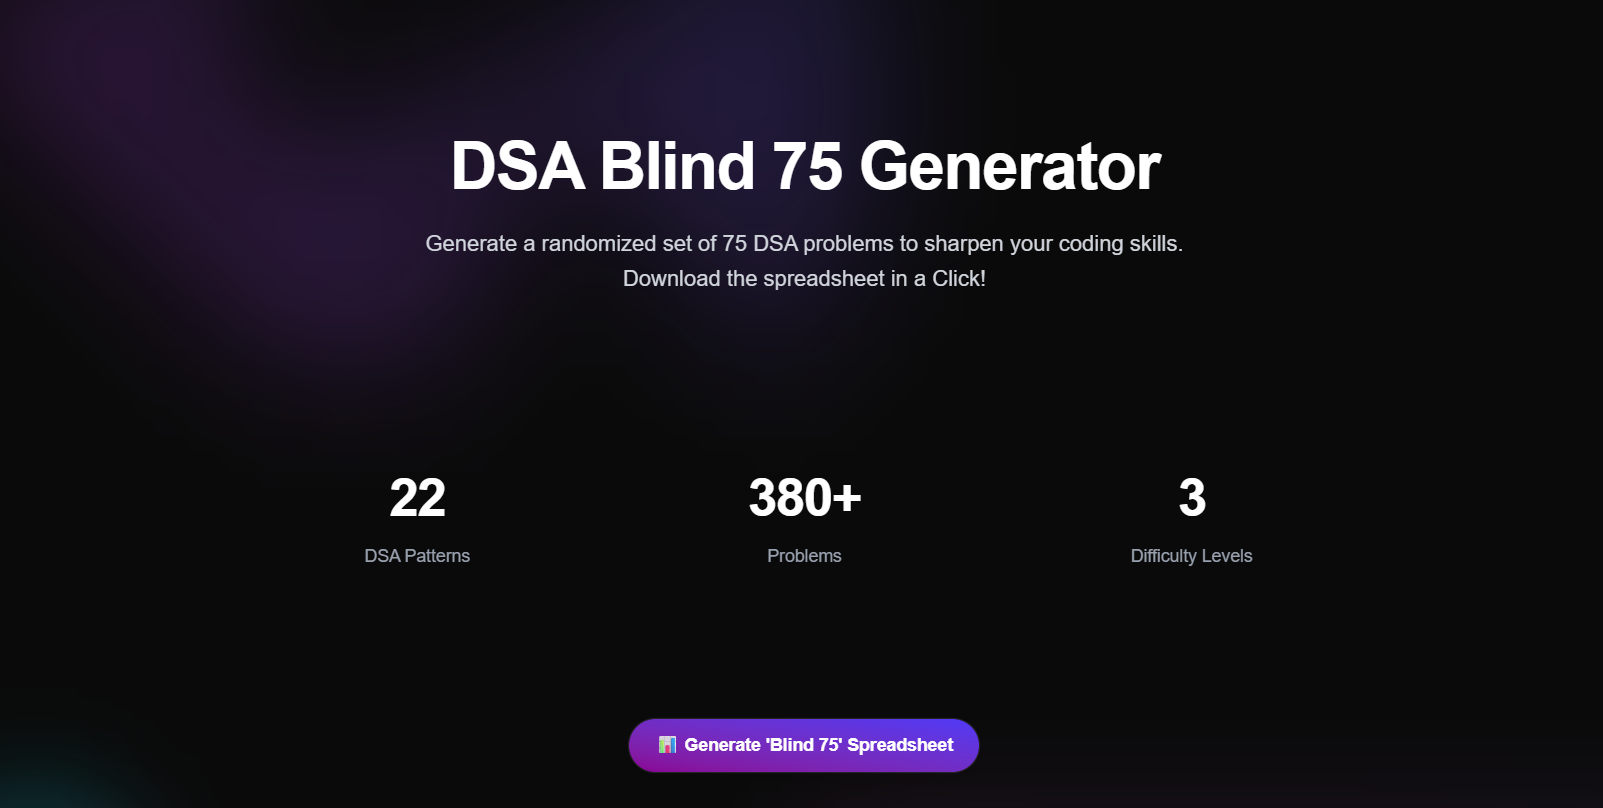 DSA Blind 75 Generator
Generate a randomized set of 75 DSA problems to sharpen your coding skills.
Download the spreadsheet in a Click!
22
DSA Patterns
380+
Problems
3
Difficulty Levels
Generate 'Blind 75' Spreadsheet